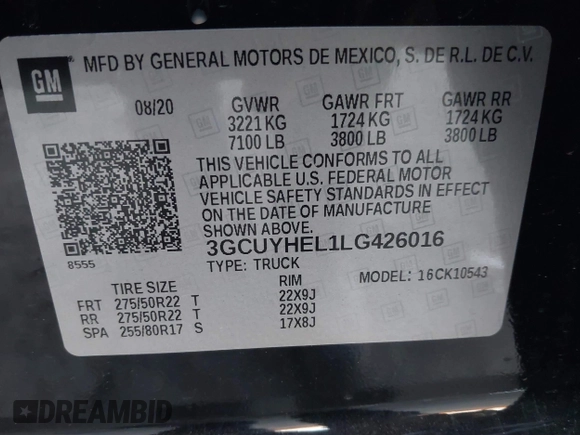 GM
MFD BY GENERAL MOTORS DE MEXICO, S. DE R.L. DE C.V.
08/20 GVWR GAWR FRT GAWR RR
3221 KG 1724 KG 1724 KG
7100 LB 3800 LB 3800 LB
THIS VEHICLE CONFORMS TO ALL
APPLICABLE U.S. FEDERAL MOTOR
VEHICLE SAFETY STANDARDS IN EFFECT
ON THE DATE OF MANUFACTURE
SHOWN ABOVE.
8555
3GCUYHEL1LG426016
TYPE: TRUCK MODEL: 16CK10543
TIRE SIZE RIM
FRT 275/50R22 T 22X9J
RR 275/50R22 T 22X9J
SPA 255/80R17 S 17X8J
DREAMBID